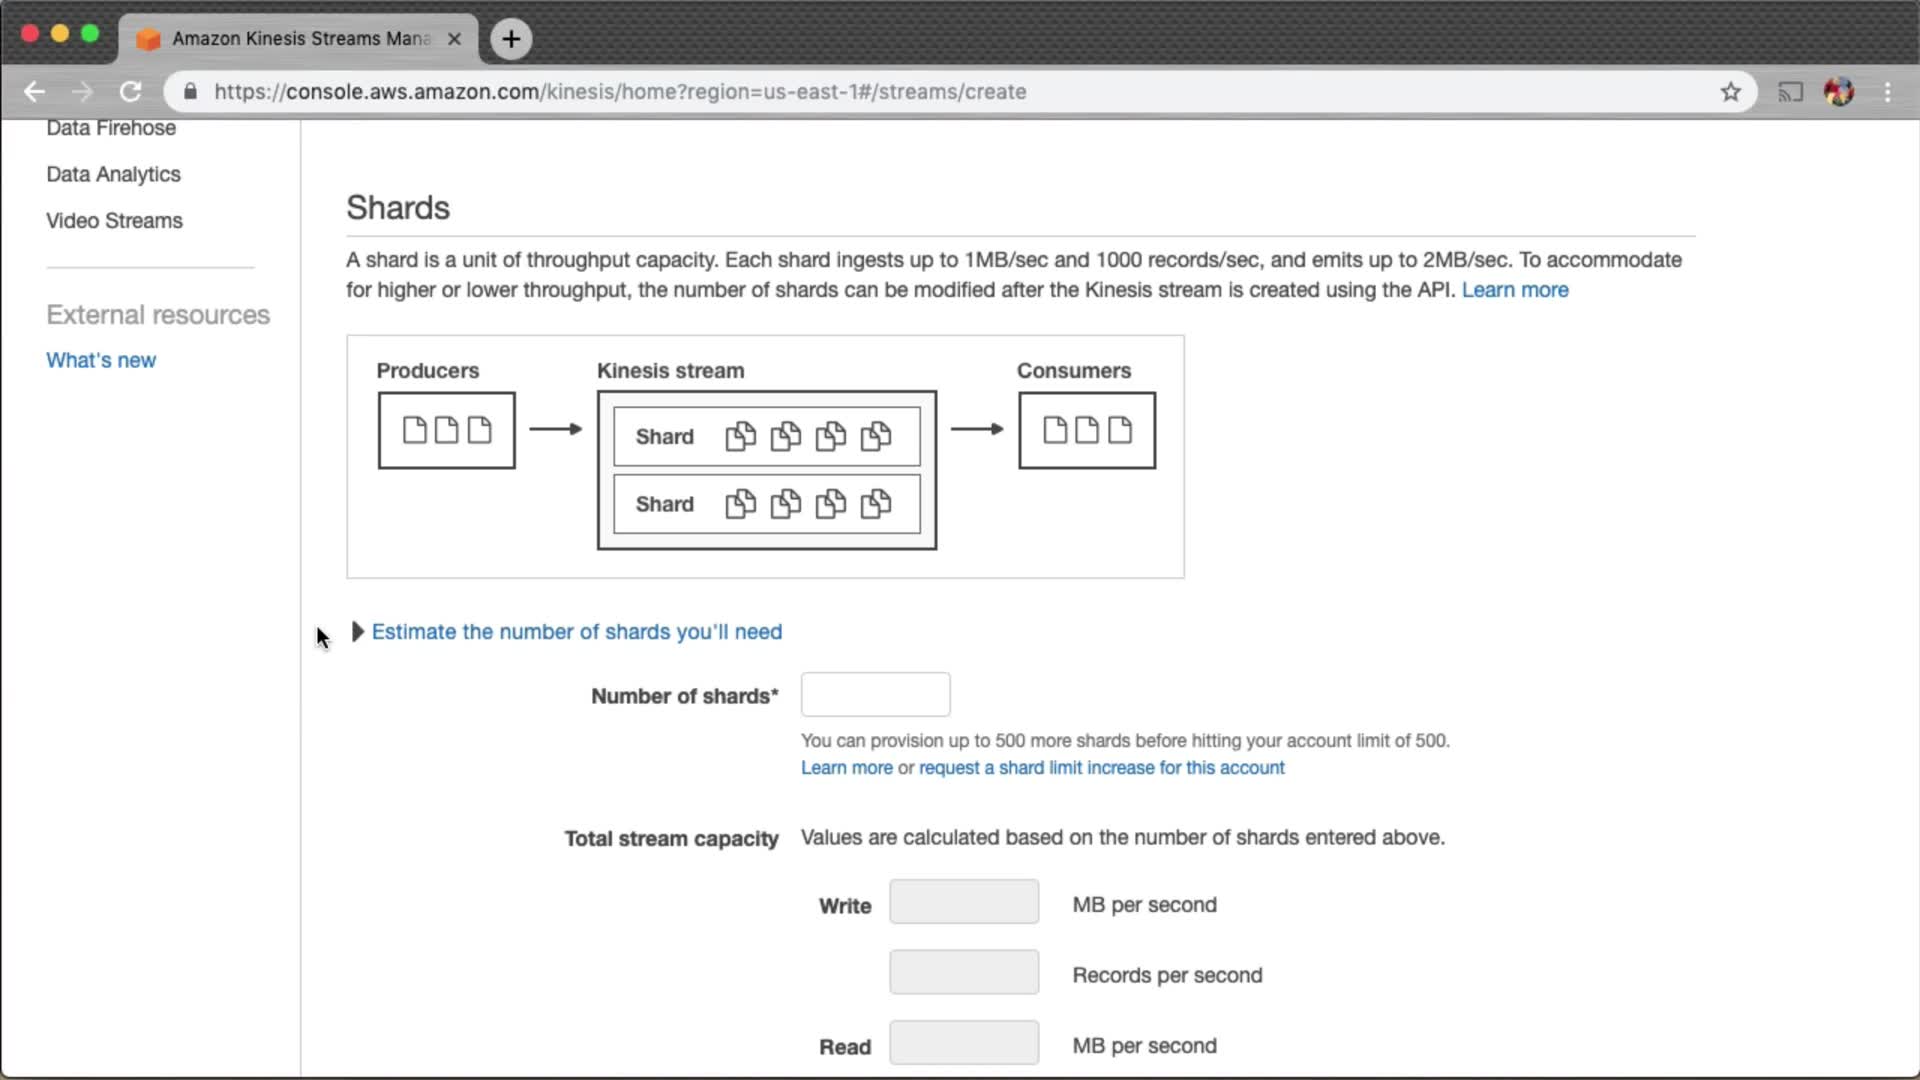 Amazon Kinesis Streams Mana
https://console.aws.amazon.com/kinesis/home?region=us-east-1#/streams/create
Data Firehose
Data Analytics
Video Streams
External resources
What's new
Shards
A shard is a unit of throughput capacity. Each shard ingests up to 1MB/sec and 1000 records/sec, and emits up to 2MB/sec. To accommodate
for higher or lower throughput, the number of shards can be modified after the Kinesis stream is created using the API. Learn more
Producers
Kinesis stream
Consumers
Shard
Shard
Estimate the number of shards you'll need
Number of shards*
You can provision up to 500 more shards before hitting your account limit of 500.
Learn more or request a shard limit increase for this account
Total stream capacity Values are calculated based on the number of shards entered above.
Write MB per second
Records per second
Read MB per second